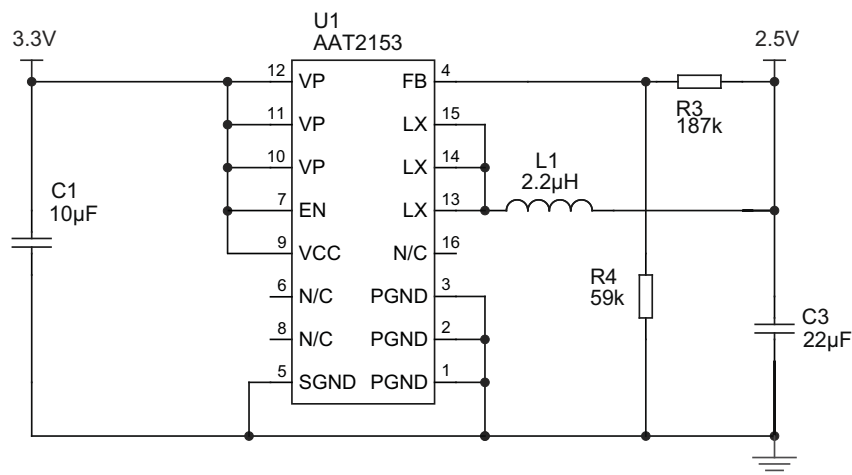 U1
AAT2153
3.3V
2.5V
12 VP FB 4
R3
187k
11 VP LX 15
10 VP LX 14
L1
2.2µH
C1
10µF
7 EN LX 13
9 VCC N/C 16
6 N/C PGND 3
R4
59k
8 N/C PGND 2
C3
22µF
5 SGND PGND 1